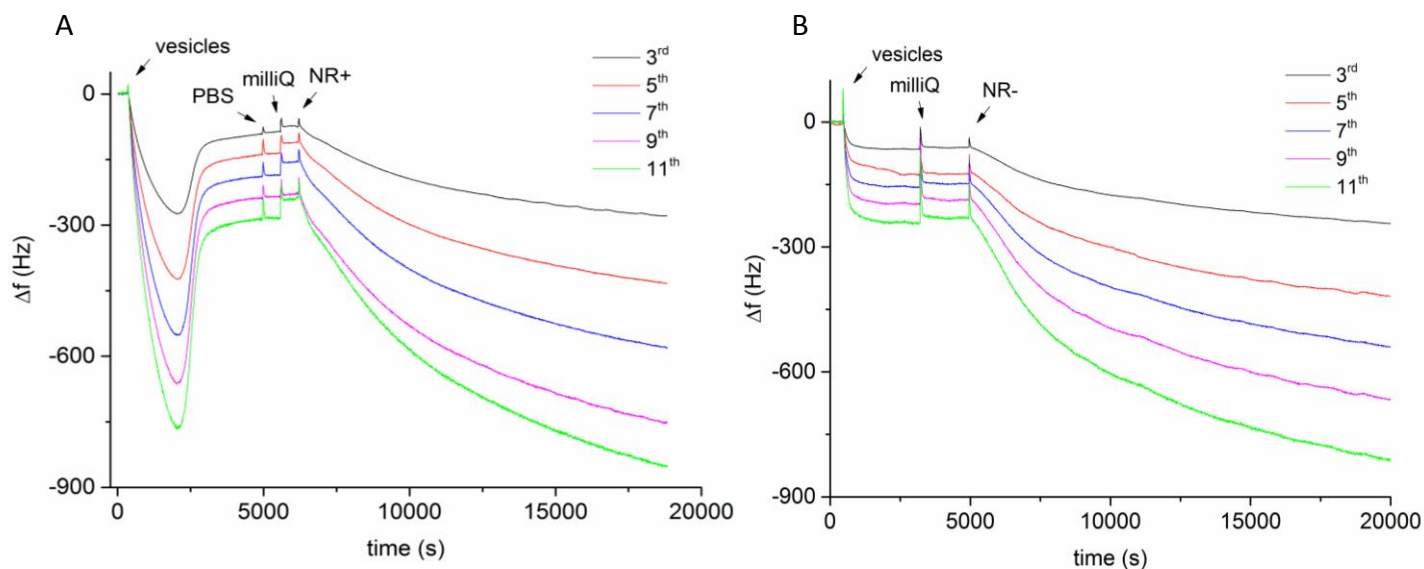 A
vesicles
PBS
milliQ
NR+
3rd
5th
7th
9th
11th
0
-300
-600
-900
Δf (Hz)
0
5000
10000
15000
20000
time (s)
B
vesicles
milliQ
NR-
3rd
5th
7th
9th
11th
0
-300
-600
-900
Δf (Hz)
0
5000
10000
15000
20000
time (s)